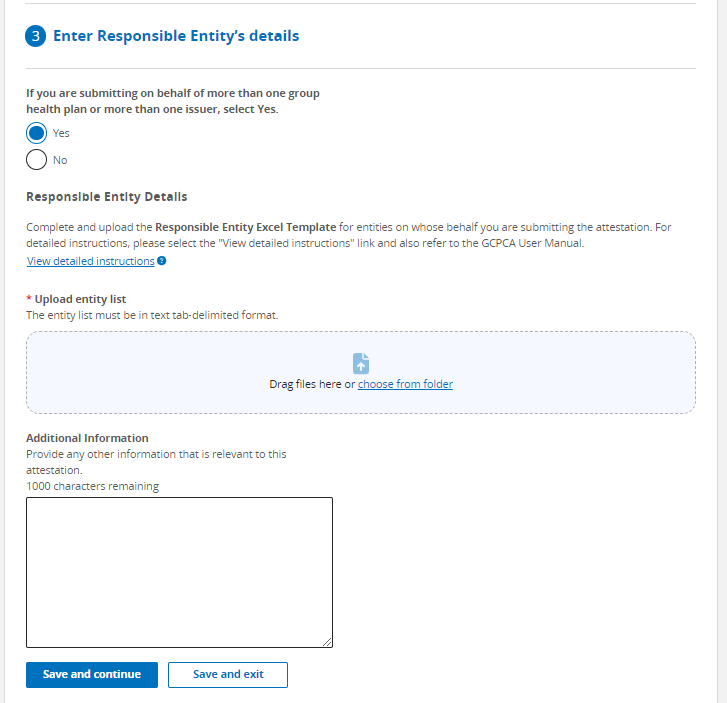 3 Enter Responsible Entity's details
If you are submitting on behalf of more than one group
health plan or more than one issuer, select Yes.
Yes
No
Responsible Entity Details
Complete and upload the Responsible Entity Excel Template for entities on whose behalf you are submitting the attestation. For
detailed instructions, please select the "View detailed instructions" link and also refer to the GCPCA User Manual.
View detailed instructions ?
* Upload entity list
The entity list must be in text tab-delimited format.
Drag files here or choose from folder
Additional Information
Provide any other information that is relevant to this
attestation.
1000 characters remaining
Save and continue
Save and exit